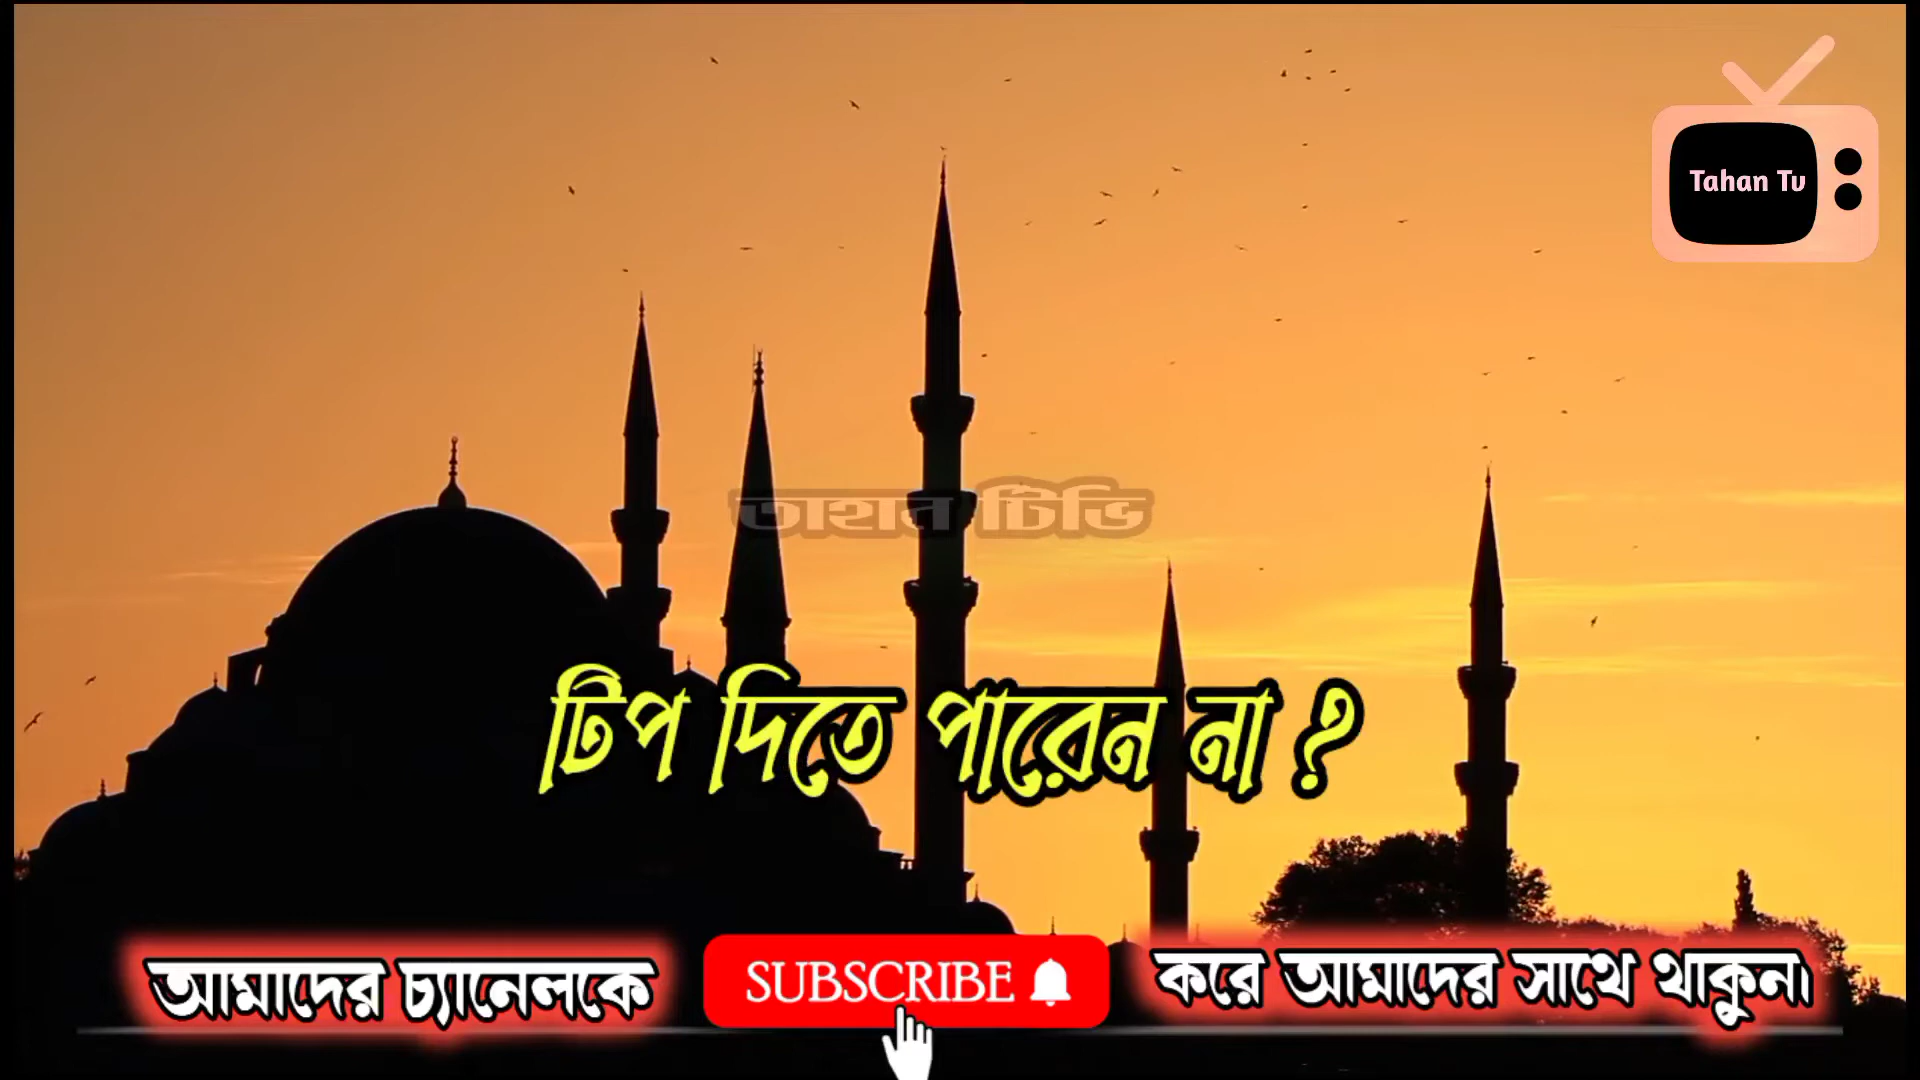 Tahan Tv
তাহান টিভি
টিপ দিতে পারেন না ?
আমাদের চ্যানেলকে SUBSCRIBE করে আমাদের সাথে থাকুন।